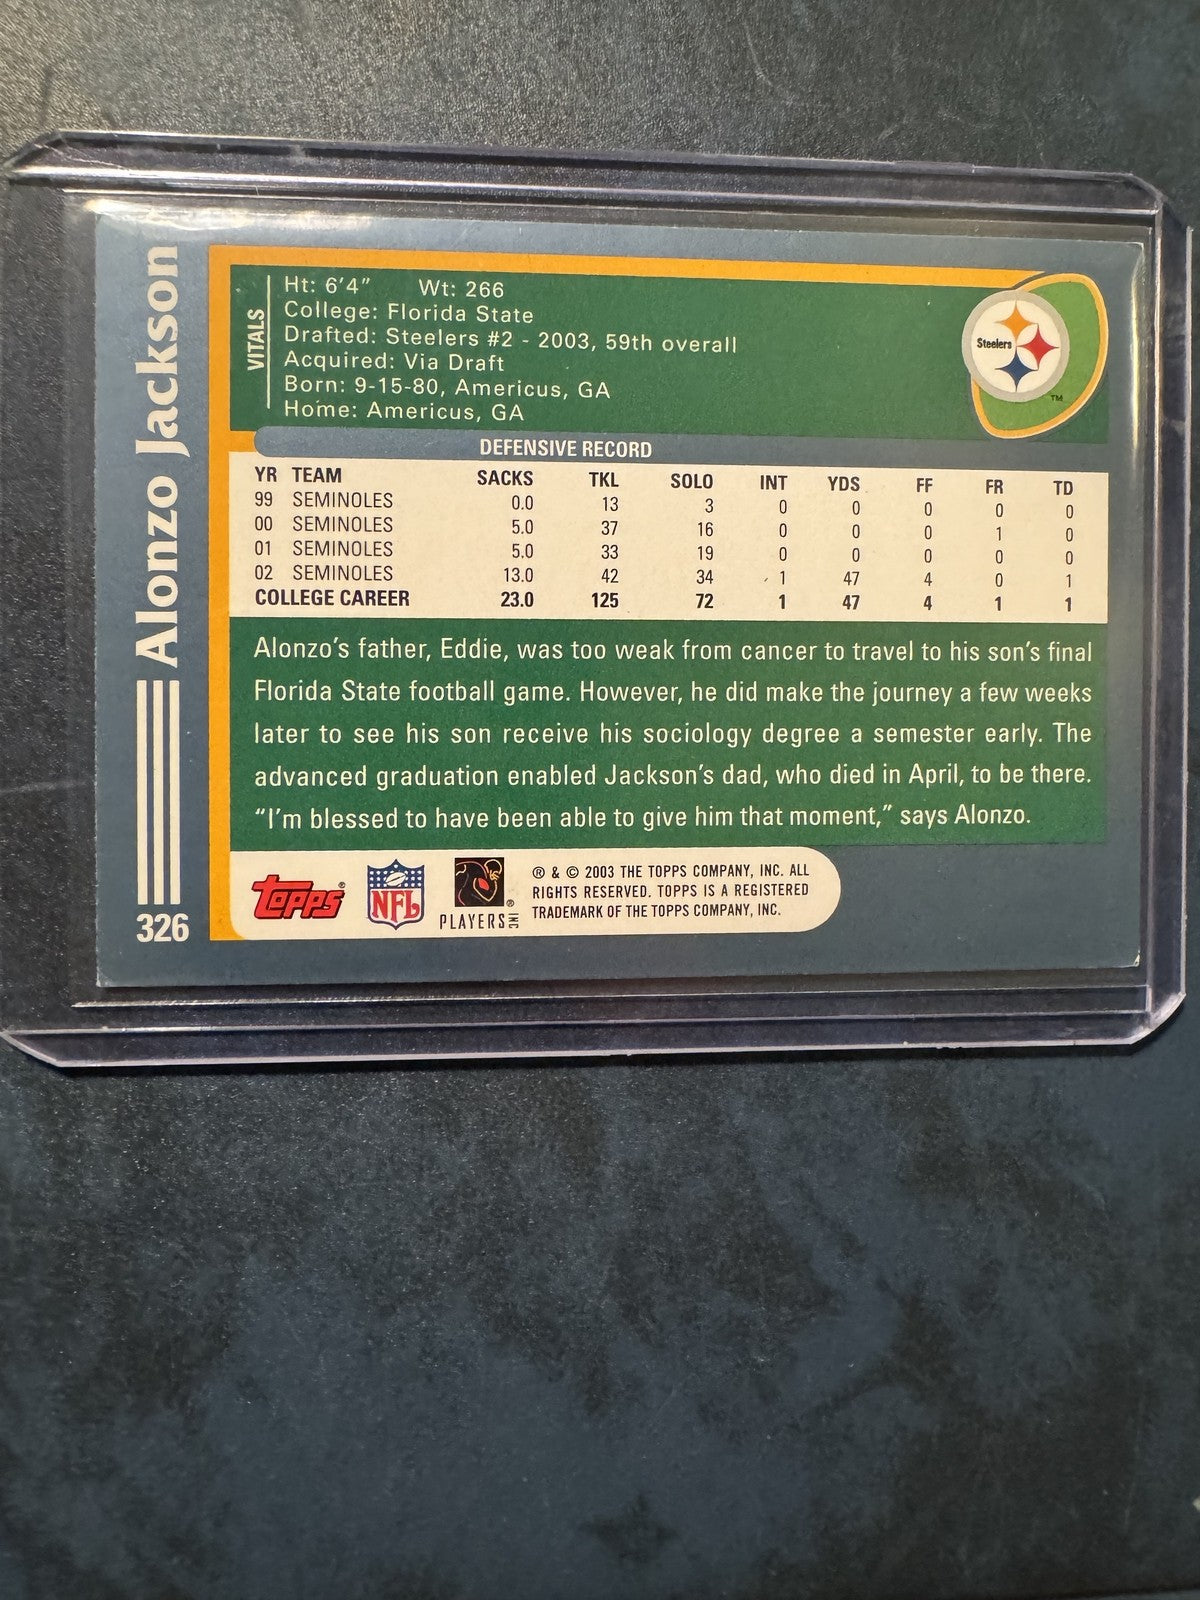 Alonzo Jackson
326
VITALS
Ht: 6'4" Wt: 266
College: Florida State
Drafted: Steelers #2 - 2003, 59th overall
Acquired: Via Draft
Born: 9-15-80, Americus, GA
Home: Americus, GA
Steelers
TM
DEFENSIVE RECORD
YR TEAM SACKS TKL SOLO INT YDS FF FR TD
99 SEMINOLES 0.0 13 3 0 0 0 0 0
00 SEMINOLES 5.0 37 16 0 0 0 1 0
01 SEMINOLES 5.0 33 19 0 0 0 0 0
02 SEMINOLES 13.0 42 34 1 47 4 0 1
COLLEGE CAREER 23.0 125 72 1 47 4 1 1
Alonzo's father, Eddie, was too weak from cancer to travel to his son's final
Florida State football game. However, he did make the journey a few weeks
later to see his son receive his sociology degree a semester early. The
advanced graduation enabled Jackson's dad, who died in April, to be there.
"I'm blessed to have been able to give him that moment," says Alonzo.
Topps®
NFL
PLAYERS INC ®
® & © 2003 THE TOPPS COMPANY, INC. ALL
RIGHTS RESERVED. TOPPS IS A REGISTERED
TRADEMARK OF THE TOPPS COMPANY, INC.